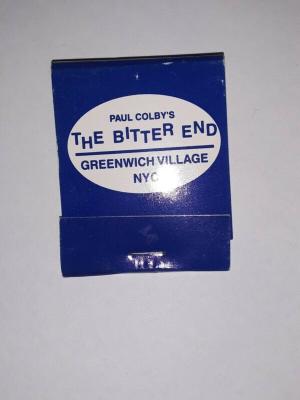 PAUL COLBY'S
THE BITTER END
GREENWICH VILLAGE
NYC